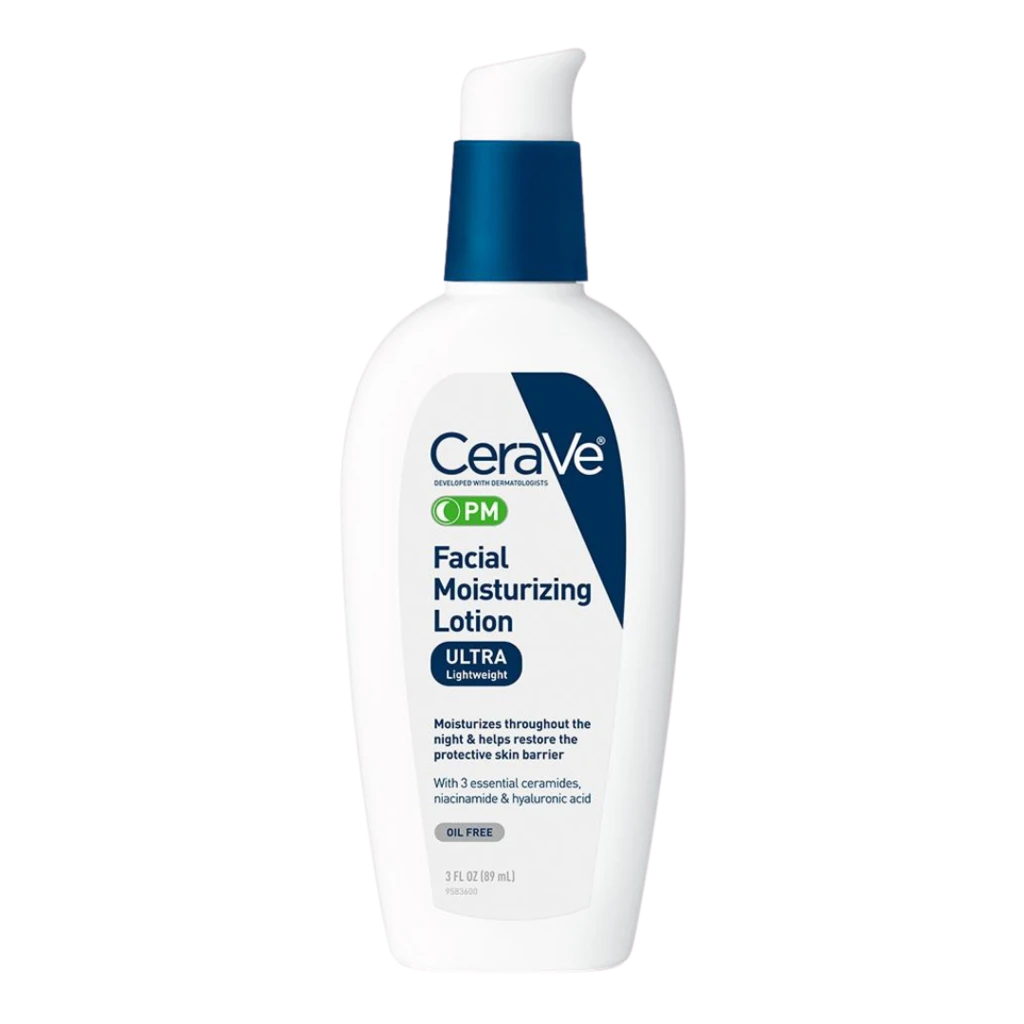 CeraVe®
DEVELOPED WITH DERMATOLOGISTS
PM
Facial
Moisturizing
Lotion
ULTRA
Lightweight
Moisturizes throughout the
night & helps restore the
protective skin barrier
With 3 essential ceramides,
niacinamide & hyaluronic acid
OIL FREE
3 FL OZ (89 mL)
9583600